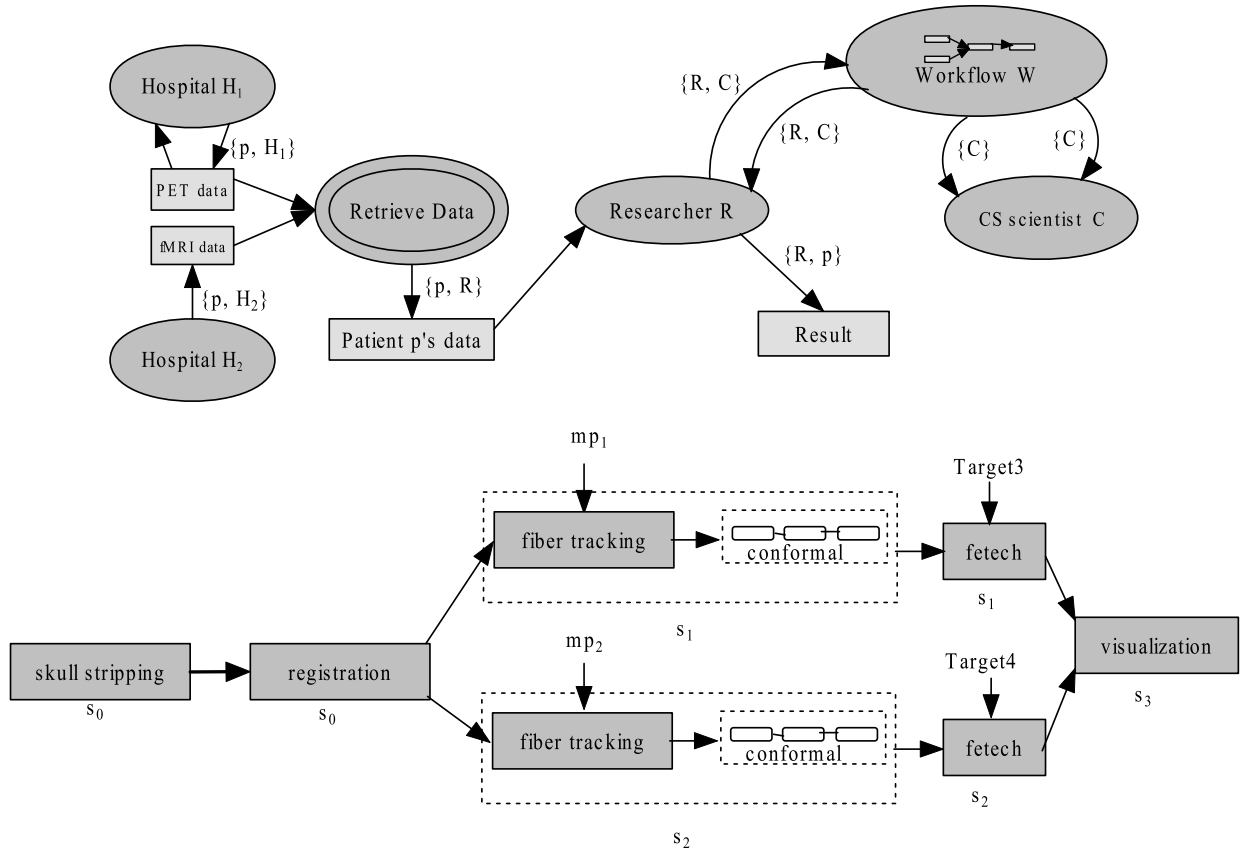 Hospital H₁
{p, H₁}
PET data
fMRI data
{p, H₂}
Hospital H₂
Retrieve Data
{p, R}
Patient p's data
{R, C}
Workflow W
{R, C}
{C}
{C}
Researcher R
CS scientist C
{R, p}
Result
mp₁
Target3
fiber tracking
conformal
fetech
s₁
s₁
mp₂
skull stripping
s₀
registration
s₀
visualization
s₃
Target4
fiber tracking
conformal
fetech
s₂
s₂